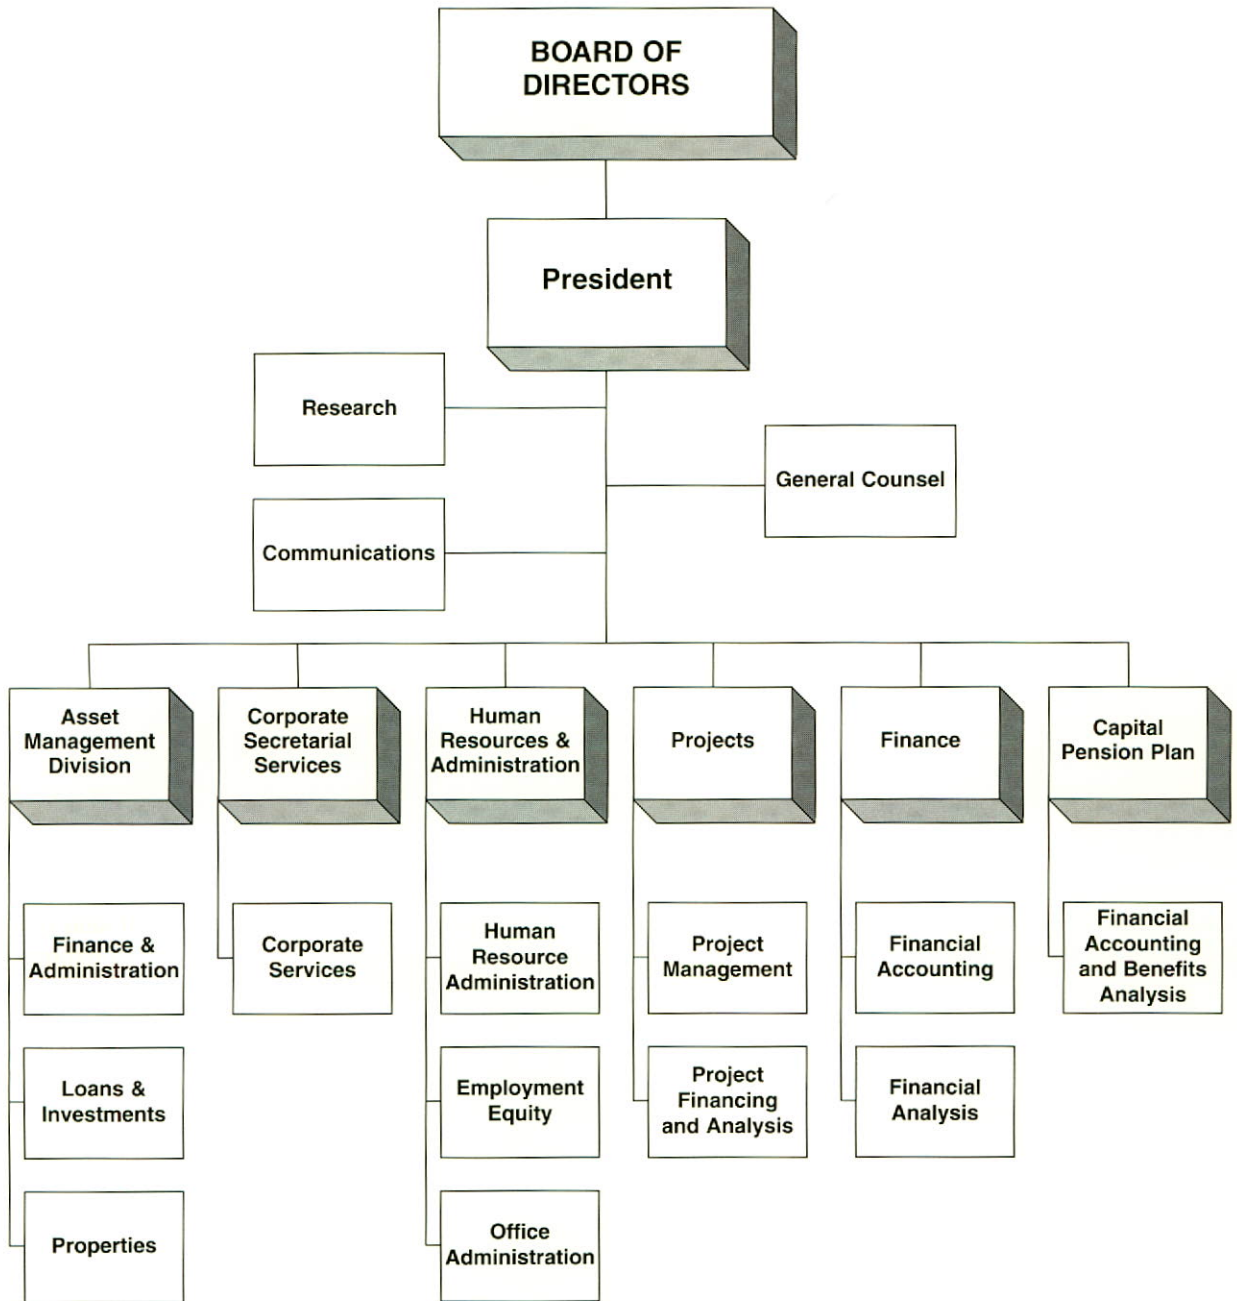 BOARD OF
DIRECTORS
President
Research
General Counsel
Communications
Asset
Management
Division
Corporate
Secretarial
Services
Human
Resources &
Administration
Projects
Finance
Capital
Pension Plan
Finance &
Administration
Corporate
Services
Human
Resource
Administration
Project
Management
Financial
Accounting
Financial
Accounting
and Benefits
Analysis
Loans &
Investments
Employment
Equity
Project
Financing
and Analysis
Financial
Analysis
Properties
Office
Administration